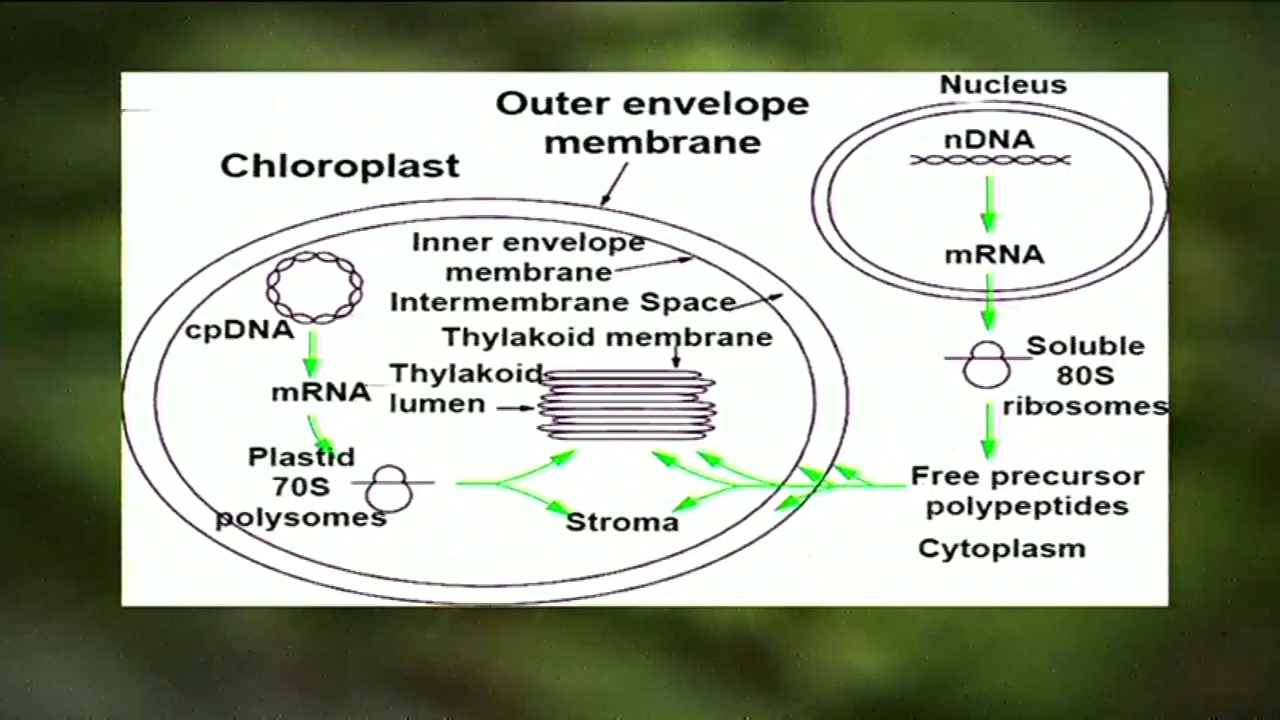 Nucleus
Outer envelope
membrane
nDNA
Chloroplast
mRNA
Inner envelope
membrane
Intermembrane Space
cpDNA
Thylakoid membrane
mRNA
Thylakoid
lumen
Soluble
80S
ribosomes
Plastid
70S
polysomes
Stroma
Free precursor
polypeptides
Cytoplasm